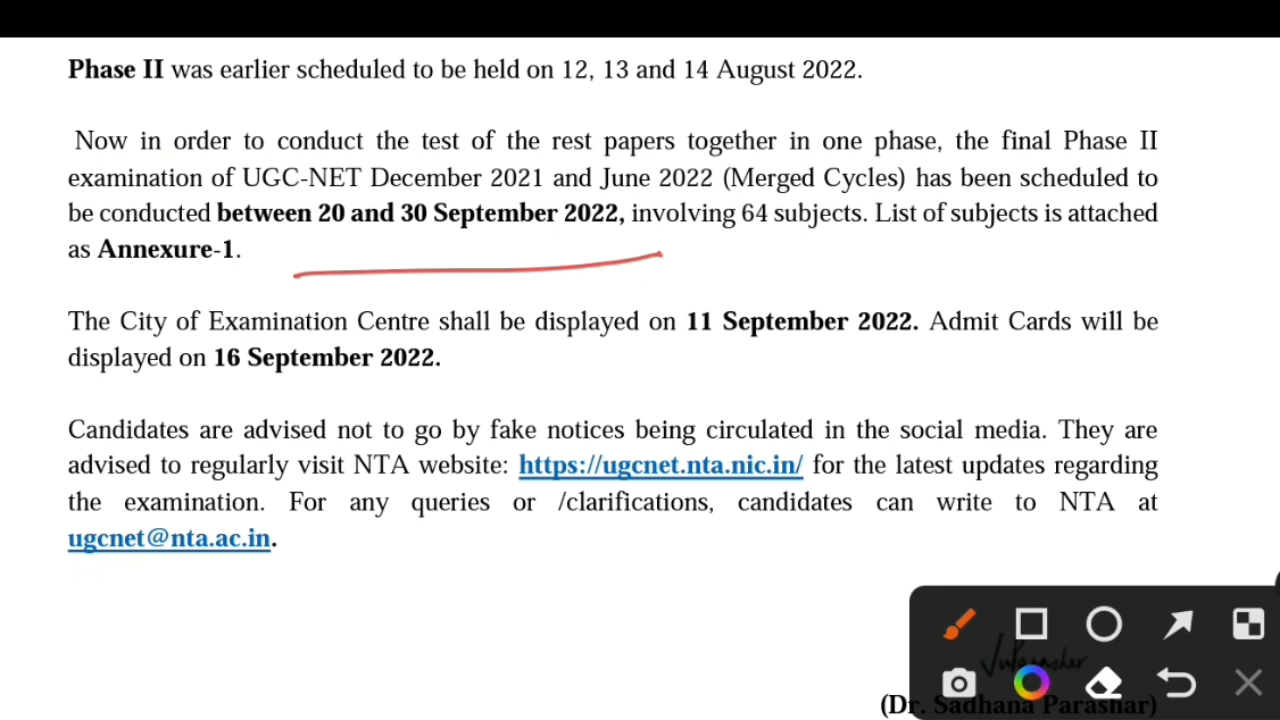 Phase II was earlier scheduled to be held on 12, 13 and 14 August 2022.
Now in order to conduct the test of the rest papers together in one phase, the final Phase II
examination of UGC-NET December 2021 and June 2022 (Merged Cycles) has been scheduled to
be conducted between 20 and 30 September 2022, involving 64 subjects. List of subjects is attached
as Annexure-1.
The City of Examination Centre shall be displayed on 11 September 2022. Admit Cards will be
displayed on 16 September 2022.
Candidates are advised not to go by fake notices being circulated in the social media. They are
advised to regularly visit NTA website: https://ugcnet.nta.nic.in/ for the latest updates regarding
the examination. For any queries or /clarifications, candidates can write to NTA at
ugcnet@nta.ac.in.
(Dr. Sadhana Parashar)